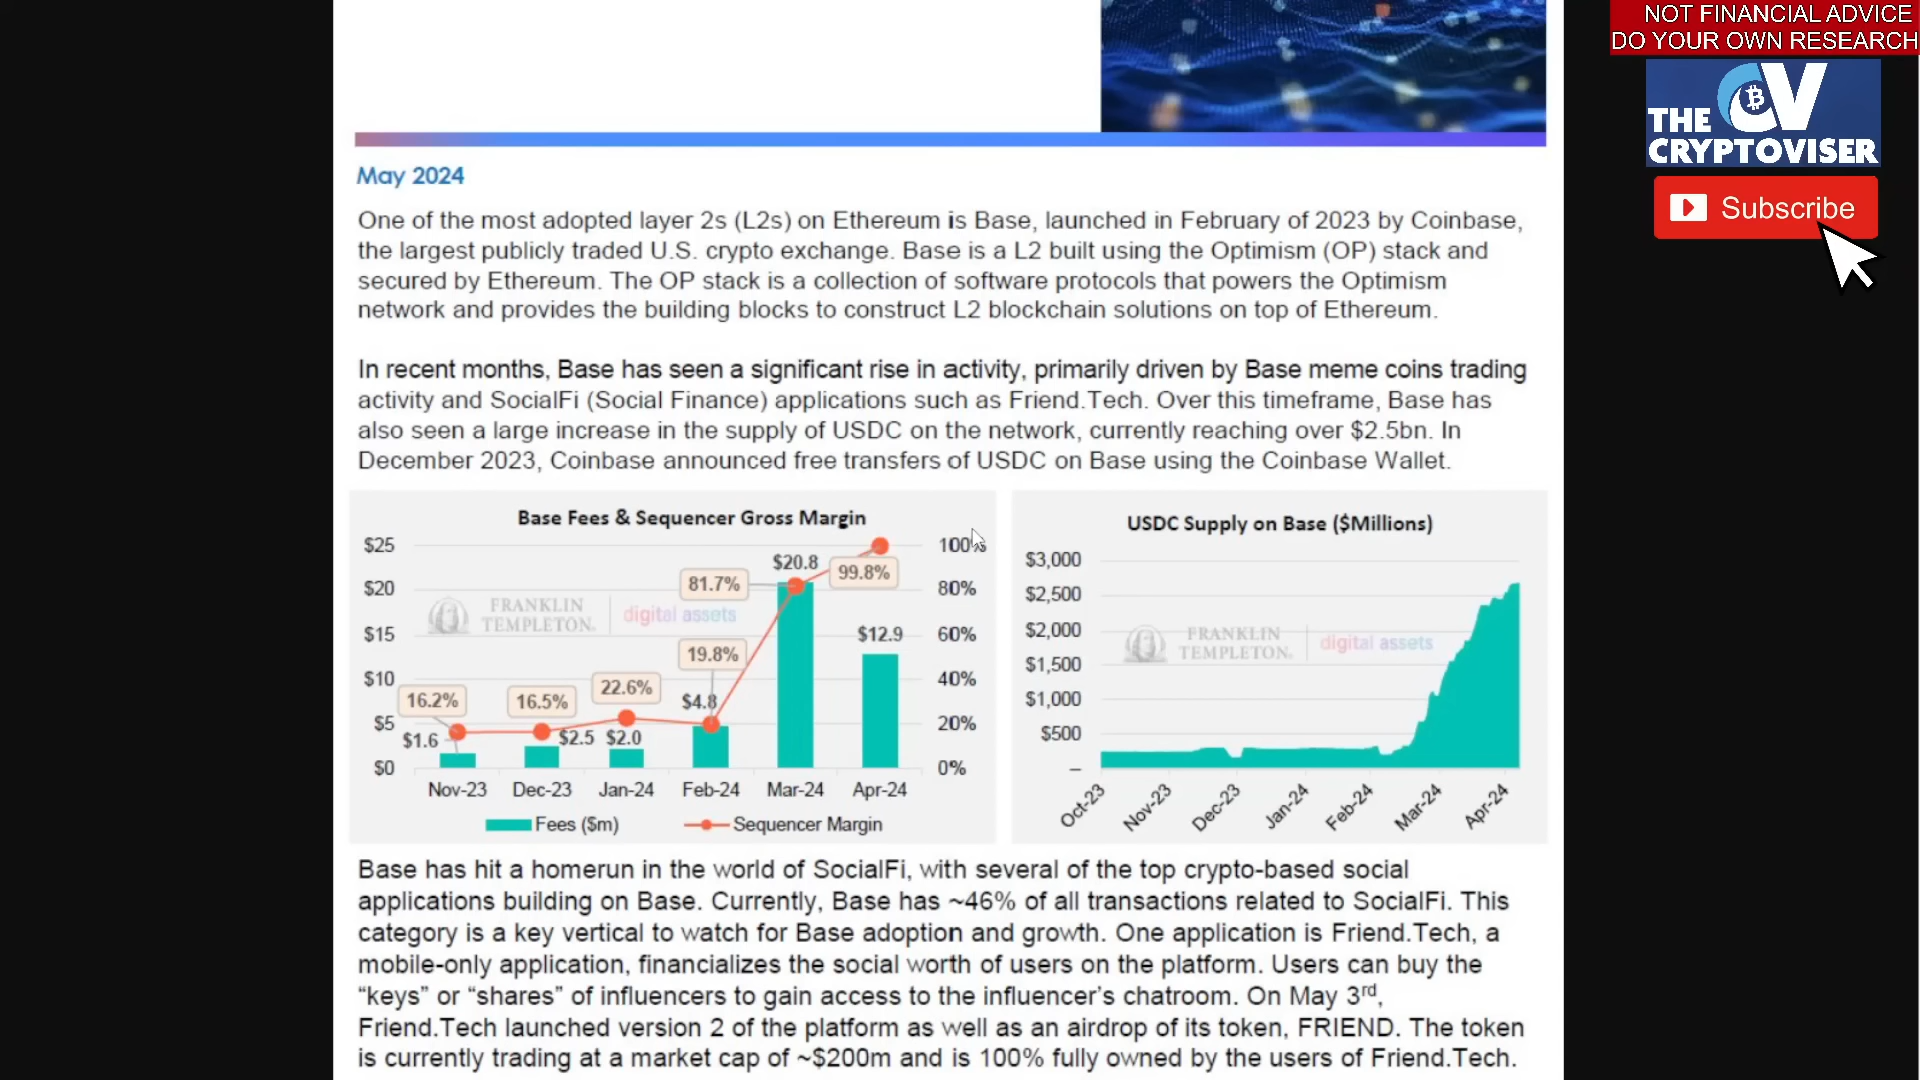 NOT FINANCIAL ADVICE
DO YOUR OWN RESEARCH
THE CV
CRYPTOVISER
Subscribe
May 2024
One of the most adopted layer 2s (L2s) on Ethereum is Base, launched in February of 2023 by Coinbase,
the largest publicly traded U.S. crypto exchange. Base is a L2 built using the Optimism (OP) stack and
secured by Ethereum. The OP stack is a collection of software protocols that powers the Optimism
network and provides the building blocks to construct L2 blockchain solutions on top of Ethereum.
In recent months, Base has seen a significant rise in activity, primarily driven by Base meme coins trading
activity and SocialFi (Social Finance) applications such as Friend.Tech. Over this timeframe, Base has
also seen a large increase in the supply of USDC on the network, currently reaching over $2.5bn. In
December 2023, Coinbase announced free transfers of USDC on Base using the Coinbase Wallet.
Base Fees & Sequencer Gross Margin
$25
$20
$15
$10
$5
$0
100%
80%
60%
40%
20%
0%
16.2%
16.5%
22.6%
19.8%
81.7%
99.8%
$1.6
$2.5
$2.0
$4.8
$20.8
$12.9
FRANKLIN
TEMPLETON.
digital assets
Nov-23 Dec-23 Jan-24 Feb-24 Mar-24 Apr-24
Fees ($m) Sequencer Margin
USDC Supply on Base ($Millions)
$3,000
$2,500
$2,000
$1,500
$1,000
$500
–
FRANKLIN
TEMPLETON.
digital assets
Oct-23 Nov-23 Dec-23 Jan-24 Feb-24 Mar-24 Apr-24
Base has hit a homerun in the world of SocialFi, with several of the top crypto-based social
applications building on Base. Currently, Base has ~46% of all transactions related to SocialFi. This
category is a key vertical to watch for Base adoption and growth. One application is Friend.Tech, a
mobile-only application, financializes the social worth of users on the platform. Users can buy the
“keys” or “shares” of influencers to gain access to the influencer’s chatroom. On May 3rd,
Friend.Tech launched version 2 of the platform as well as an airdrop of its token, FRIEND. The token
is currently trading at a market cap of ~$200m and is 100% fully owned by the users of Friend.Tech.